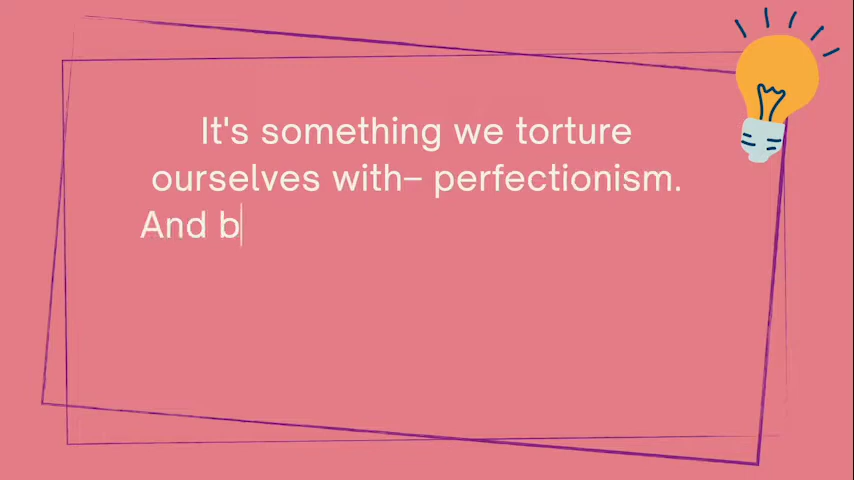 It's something we torture
ourselves with– perfectionism.
And b